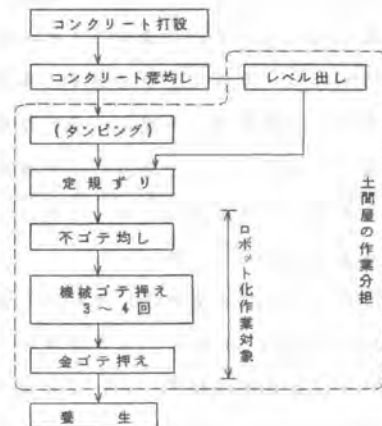 コンクリート打設
コンクリート荒均し
レベル出し
(タンピング)
定規ずり
不ゴテ均し
機械ゴテ押え
3～4回
金ゴテ押え
養生
ロボット化作業対象
土間屋の作業分担